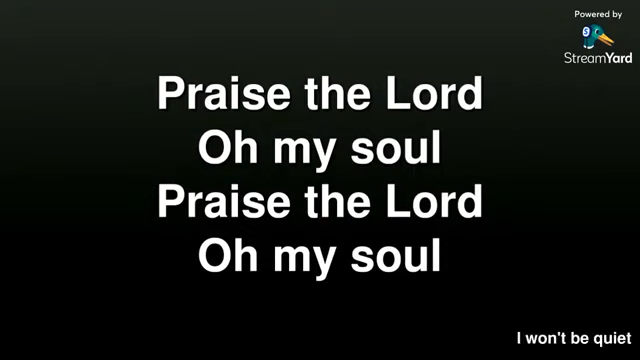 Powered by
StreamYard
Praise the Lord
Oh my soul
Praise the Lord
Oh my soul
I won't be quiet